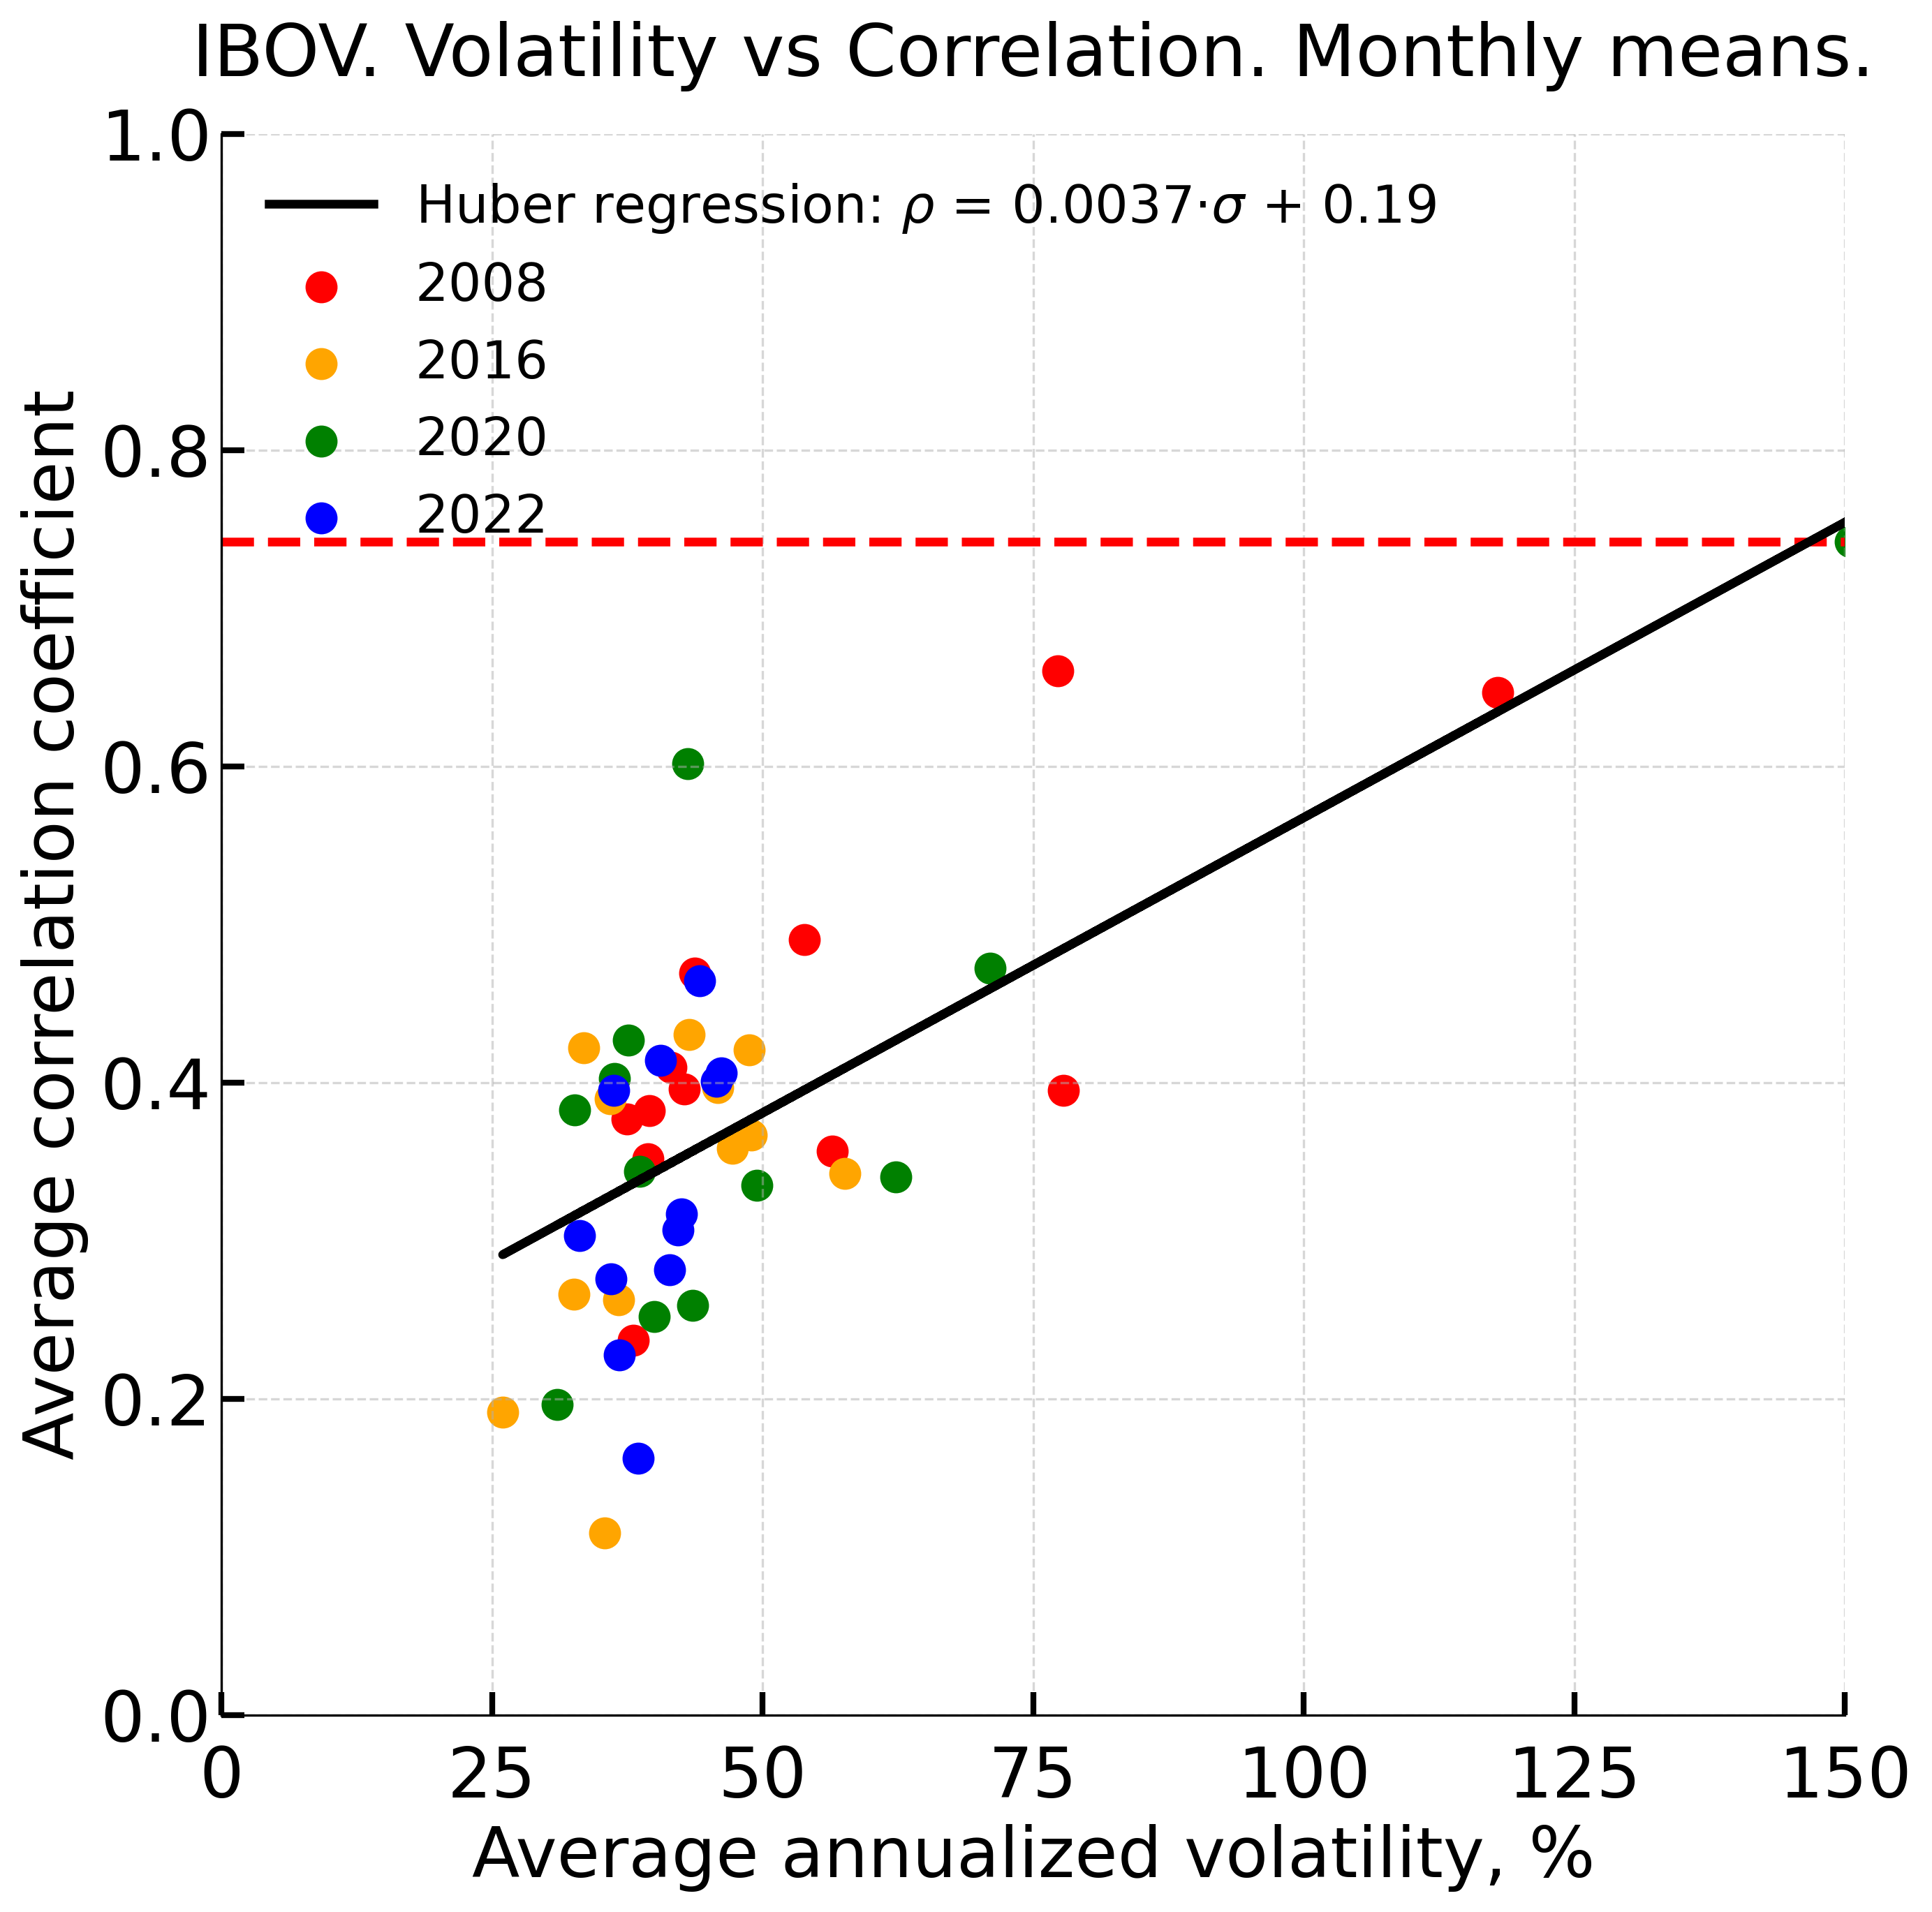 IBOV. Volatility vs Correlation. Monthly means.
1.0
Huber regression: ρ = 0.0037·σ + 0.19
2008
2016
2020
2022
0.8
0.6
0.4
0.2
0.0
Average correlation coefficient
0 25 50 75 100 125 150
Average annualized volatility, %